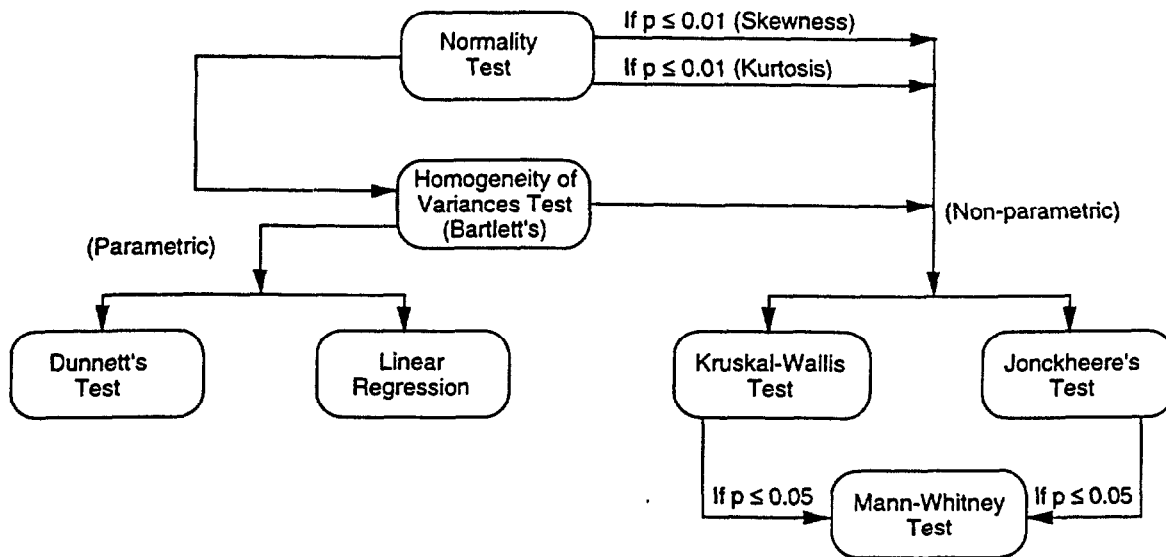 If p ≤ 0.01 (Skewness)
Normality
Test
If p ≤ 0.01 (Kurtosis)
Homogeneity of
Variances Test
(Bartlett's)
(Non-parametric)
(Parametric)
Dunnett's
Test
Linear
Regression
Kruskal-Wallis
Test
Jonckheere's
Test
If p ≤ 0.05
Mann-Whitney
Test
If p ≤ 0.05